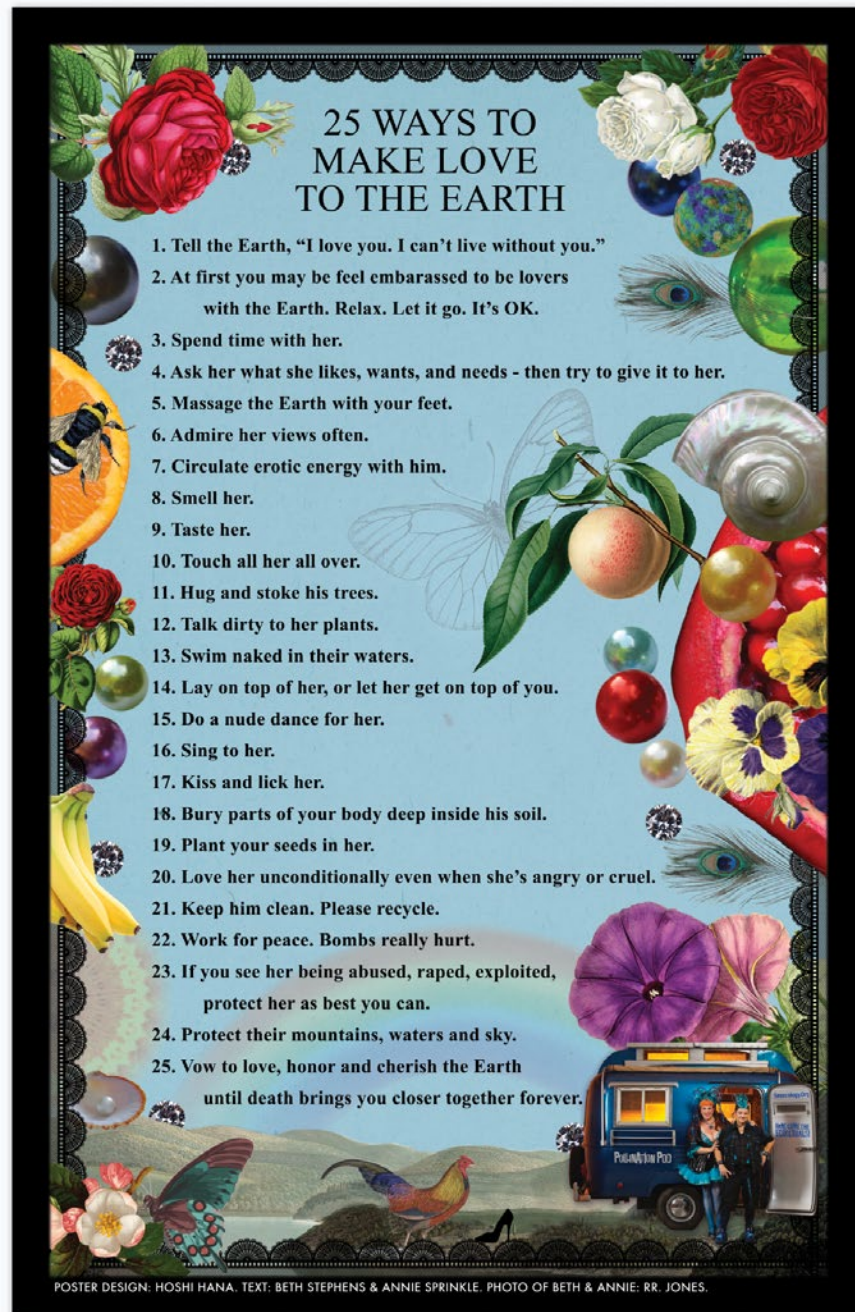 25 WAYS TO
MAKE LOVE
TO THE EARTH
1. Tell the Earth, “I love you. I can’t live without you.”
2. At first you may be feel embarassed to be lovers
with the Earth. Relax. Let it go. It’s OK.
3. Spend time with her.
4. Ask her what she likes, wants, and needs - then try to give it to her.
5. Massage the Earth with your feet.
6. Admire her views often.
7. Circulate erotic energy with him.
8. Smell her.
9. Taste her.
10. Touch all her all over.
11. Hug and stoke his trees.
12. Talk dirty to her plants.
13. Swim naked in their waters.
14. Lay on top of her, or let her get on top of you.
15. Do a nude dance for her.
16. Sing to her.
17. Kiss and lick her.
18. Bury parts of your body deep inside his soil.
19. Plant your seeds in her.
20. Love her unconditionally even when she’s angry or cruel.
21. Keep him clean. Please recycle.
22. Work for peace. Bombs really hurt.
23. If you see her being abused, raped, exploited,
protect her as best you can.
24. Protect their mountains, waters and sky.
25. Vow to love, honor and cherish the Earth
until death brings you closer together forever.
POLLINATION POD
POSTER DESIGN: HOSHI HANA. TEXT: BETH STEPHENS & ANNIE SPRINKLE. PHOTO OF BETH & ANNIE: RR. JONES.